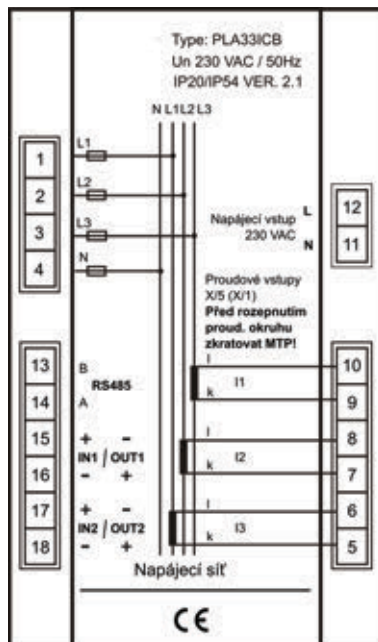 Type: PLA33ICB
Un 230 VAC / 50Hz
IP20/IP54 VER. 2.1
N L1 L2 L3
1 L1
2 L2
3 L3
4 N
Napájecí vstup L 12
230 VAC N 11
Proudové vstupy
X/5 (X/1)
Před rozepnutím
proud. okruhu
zkratovat MTP!
13 B
RS485
14 A
l 10
I1
k 9
15 + -
IN1 / OUT1
16 - +
l 8
I2
k 7
17 + -
IN2 / OUT2
18 - +
l 6
I3
k 5
Napájecí síť
CE